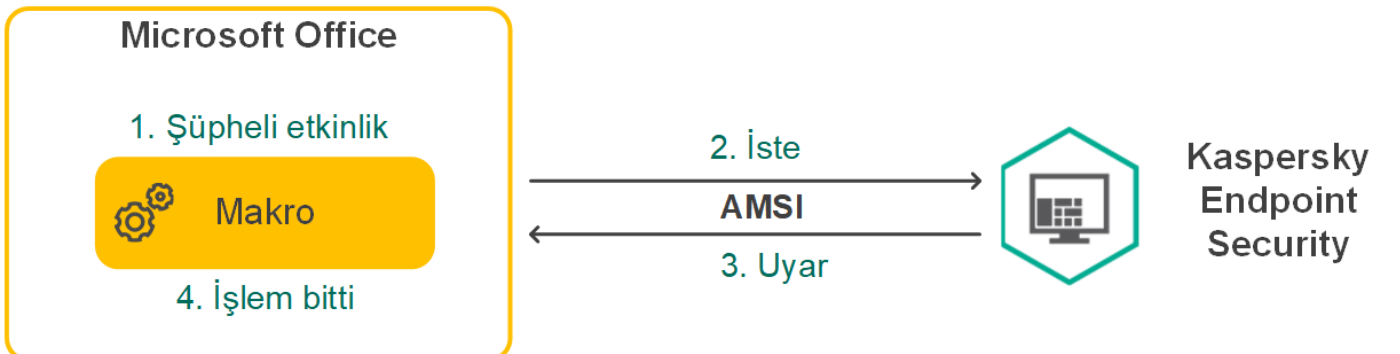 Microsoft Office
1. Şüpheli etkinlik
Makro
4. İşlem bitti
2. İste
AMSI
3. Uyar
Kaspersky
Endpoint
Security